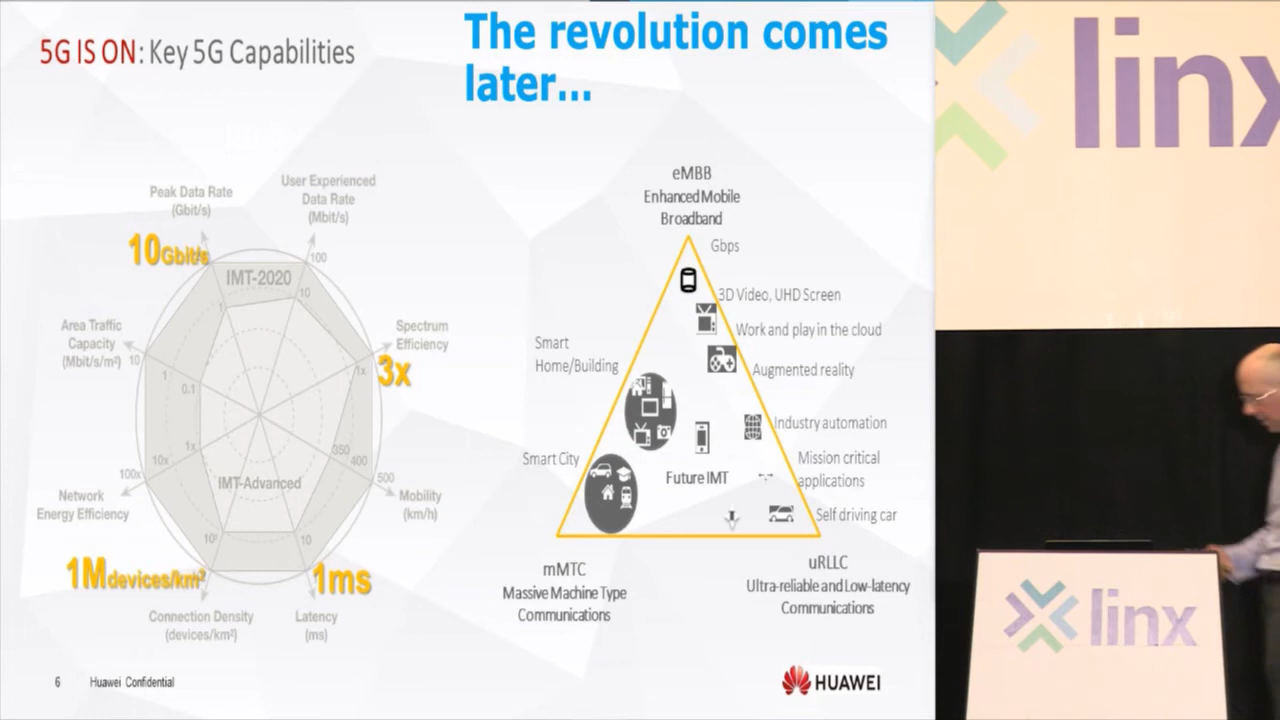 5G IS ON: Key 5G Capabilities
The revolution comes
later...
Peak Data Rate
(Gbit/s)
User Experienced
Data Rate
(Mbit/s)
10Gbit/s
IMT-2020
100
10
1
Area Traffic
Capacity
(Mbit/s/m²)
10
1
0.1
Spectrum
Efficiency
1x
3x
1x
10x
100x
350
400
500
IMT-Advanced
Network
Energy Efficiency
Mobility
(km/h)
10
1Mdevices/km²
1ms
Connection Density
(devices/km²)
Latency
(ms)
eMBB
Enhanced Mobile
Broadband
Gbps
3D Video, UHD Screen
Work and play in the cloud
Smart
Home/Building
Augmented reality
Industry automation
Smart City
Mission critical
applications
Future IMT
Self driving car
mMTC
Massive Machine Type
Communications
uRLLC
Ultra-reliable and Low-latency
Communications
6 Huawei Confidential
HUAWEI
linx
linx